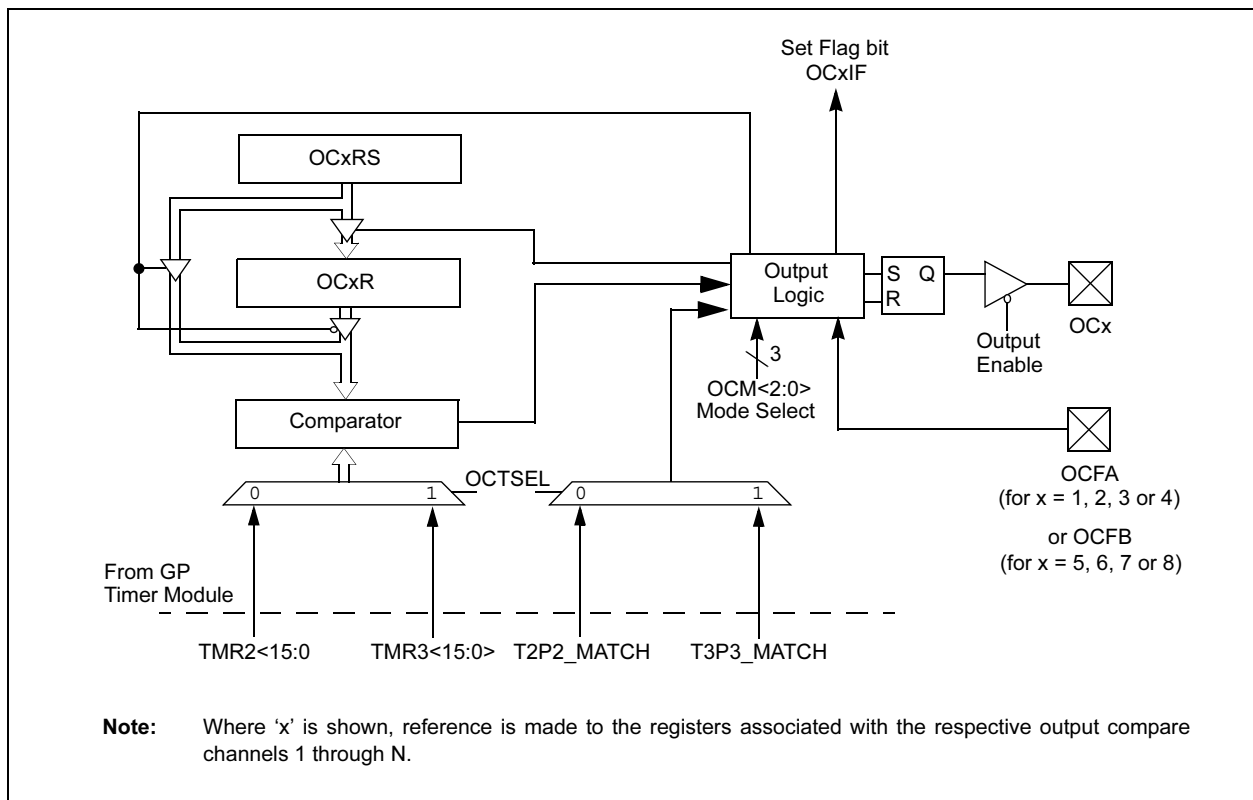 Set Flag bit
OCxIF
OCxRS
OCxR
Output
Logic
S Q
R
OCx
Output
Enable
3
OCM<2:0>
Mode Select
Comparator
OCFA
(for x = 1, 2, 3 or 4)
or OCFB
(for x = 5, 6, 7 or 8)
0 1
OCTSEL
0 1
From GP
Timer Module
TMR2<15:0
TMR3<15:0>
T2P2_MATCH
T3P3_MATCH
Note: Where ‘x’ is shown, reference is made to the registers associated with the respective output compare
channels 1 through N.